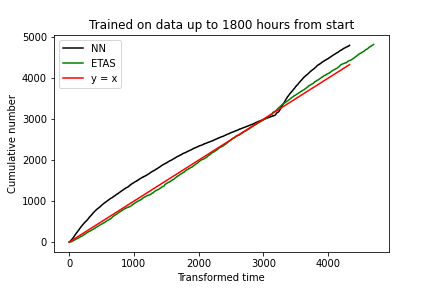 Trained on data up to 1800 hours from start
NN
ETAS
y = x
Cumulative number
5000
4000
3000
2000
1000
0
0 1000 2000 3000 4000
Transformed time